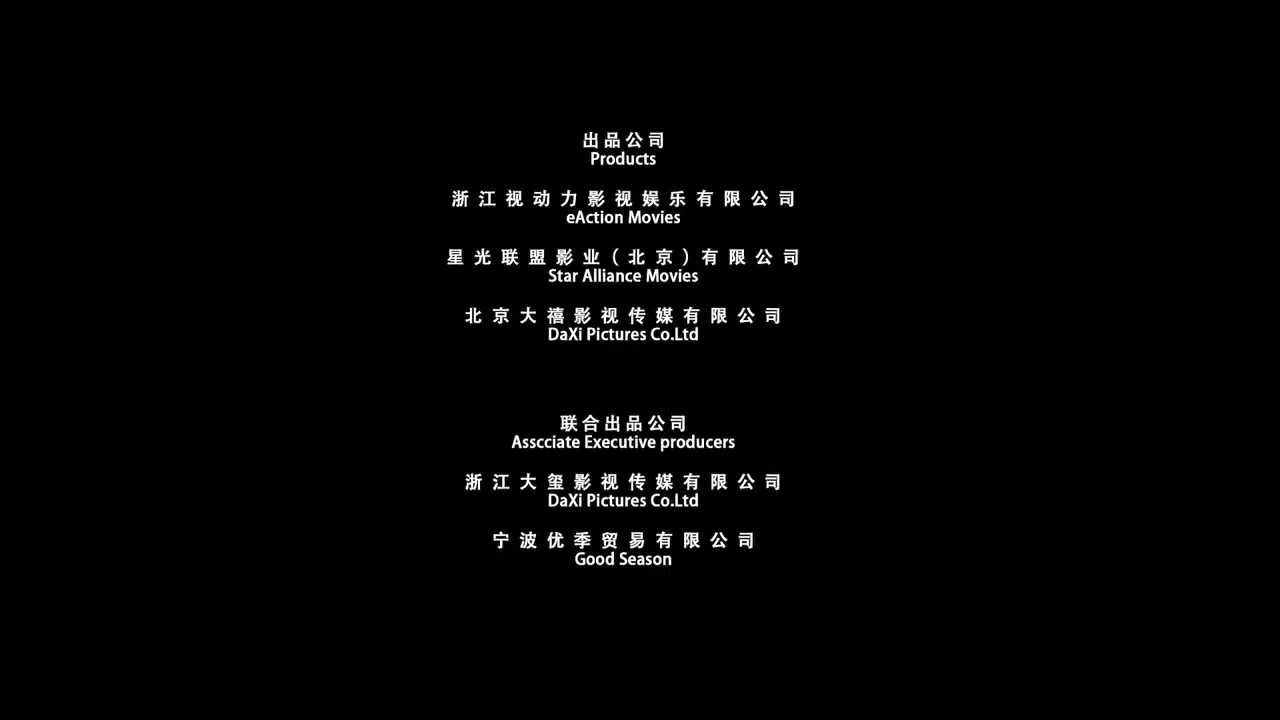 出品公司
Products
浙江视动力影视娱乐有限公司
eAction Movies
星光联盟影业(北京)有限公司
Star Alliance Movies
北京大禧影视传媒有限公司
DaXi Pictures Co.Ltd
联合出品公司
Asscciate Executive producers
浙江大玺影视传媒有限公司
DaXi Pictures Co.Ltd
宁波优季贸易有限公司
Good Season